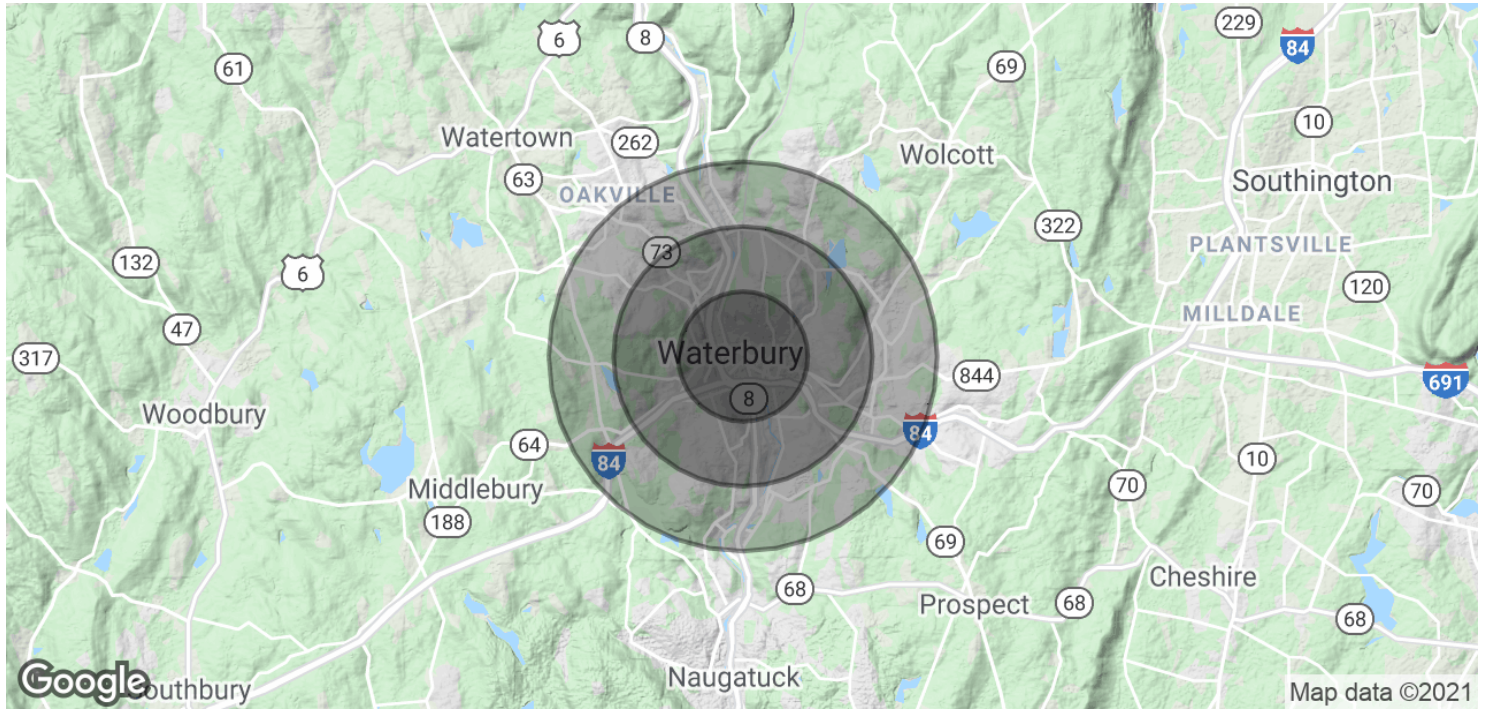 229
6
8
84
61
69
10
Watertown
262
Wolcott
63
Southington
OAKVILLE
322
PLANTSVILLE
73
132
6
120
MILLDALE
47
317
Waterbury
844
691
8
Woodbury
84
64
84
10
Middlebury
70
70
188
69
Cheshire
68
Prospect
68
68
Naugatuck
Southbury
Google
Map data ©2021